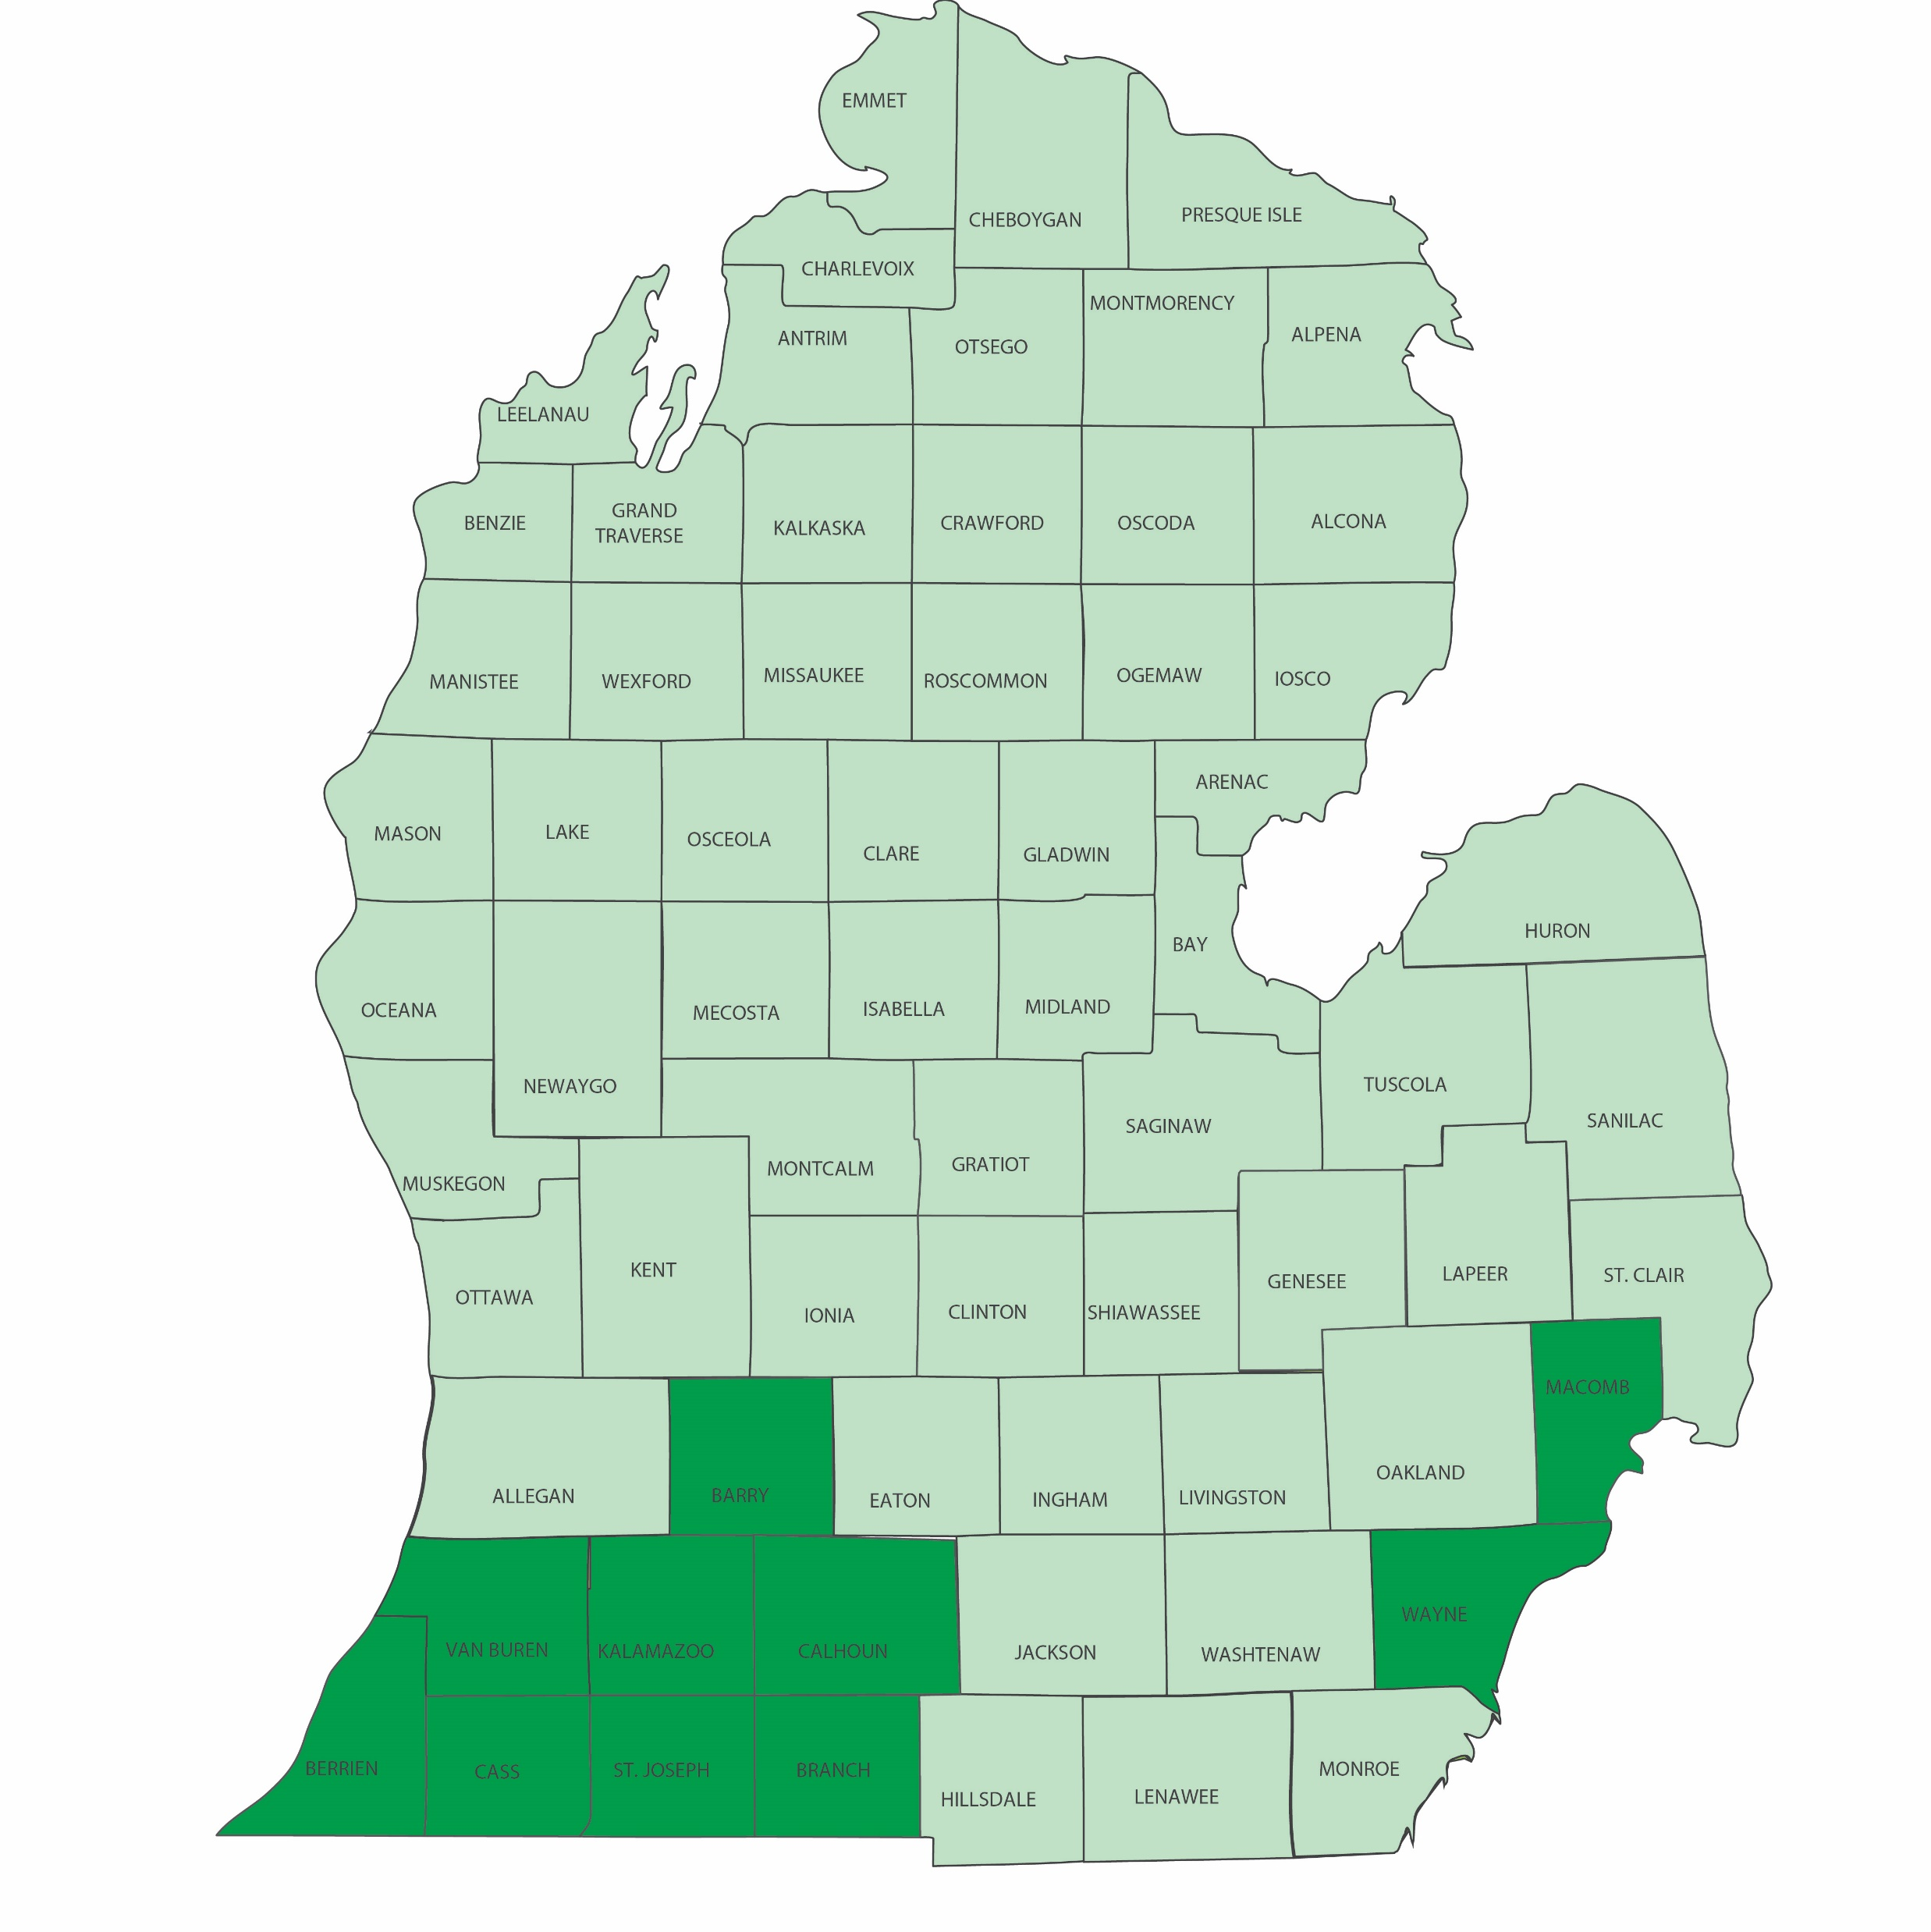 EMMET
CHEBOYGAN
PRESQUE ISLE
CHARLEVOIX
MONTMORENCY
ANTRIM
OTSEGO
ALPENA
LEELANAU
BENZIE
GRAND
TRAVERSE
KALKASKA
CRAWFORD
OSCODA
ALCONA
MANISTEE
WEXFORD
MISSAUKEE
ROSCOMMON
OGEMAW
IOSCO
ARENAC
MASON
LAKE
OSCEOLA
CLARE
GLADWIN
HURON
BAY
OCEANA
MECOSTA
ISABELLA
MIDLAND
NEWAYGO
TUSCOLA
SANILAC
SAGINAW
MUSKEGON
MONTCALM
GRATIOT
OTTAWA
KENT
IONIA
CLINTON
SHIAWASSEE
GENESEE
LAPEER
ST. CLAIR
MACOMB
ALLEGAN
BARRY
EATON
INGHAM
LIVINGSTON
OAKLAND
VAN BUREN
KALAMAZOO
CALHOUN
JACKSON
WASHTENAW
WAYNE
BERRIEN
CASS
ST. JOSEPH
BRANCH
HILLSDALE
LENAWEE
MONROE